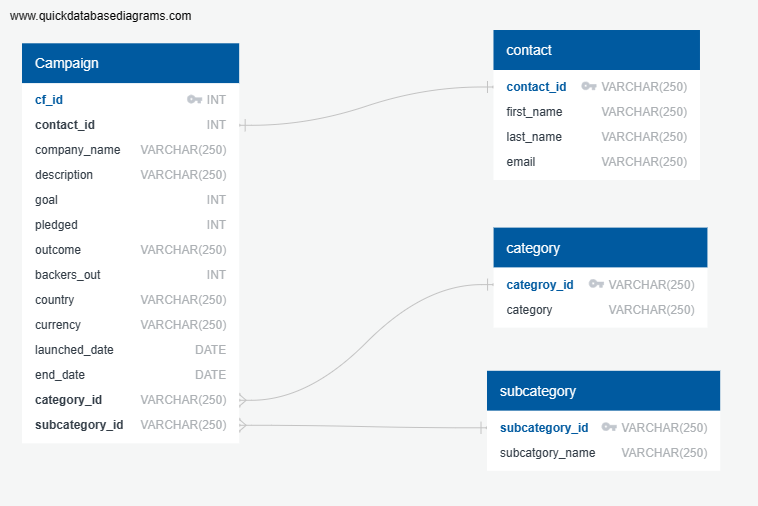 www.quickdatabasediagrams.com
Campaign
cf_id INT
contact_id INT
company_name VARCHAR(250)
description VARCHAR(250)
goal INT
pledged INT
outcome VARCHAR(250)
backers_out INT
country VARCHAR(250)
currency VARCHAR(250)
launched_date DATE
end_date DATE
category_id VARCHAR(250)
subcategory_id VARCHAR(250)
contact
contact_id VARCHAR(250)
first_name VARCHAR(250)
last_name VARCHAR(250)
email VARCHAR(250)
category
categroy_id VARCHAR(250)
category VARCHAR(250)
subcategory
subcategory_id VARCHAR(250)
subcatgory_name VARCHAR(250)